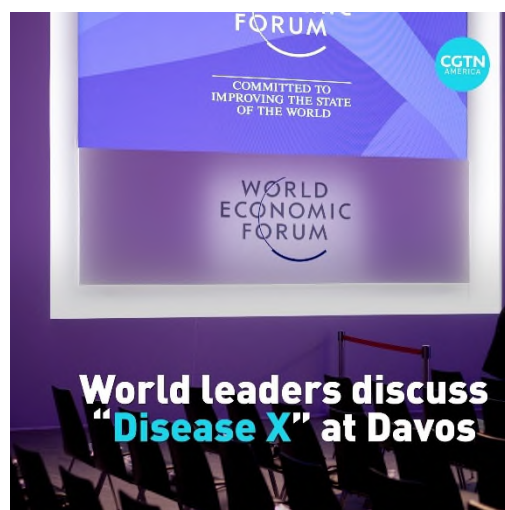 FORUM
CGTN
AMERICA
COMMITTED TO
IMPROVING THE STATE
OF THE WORLD
WORLD
ECONOMIC
FORUM
World leaders discuss
“Disease X” at Davos